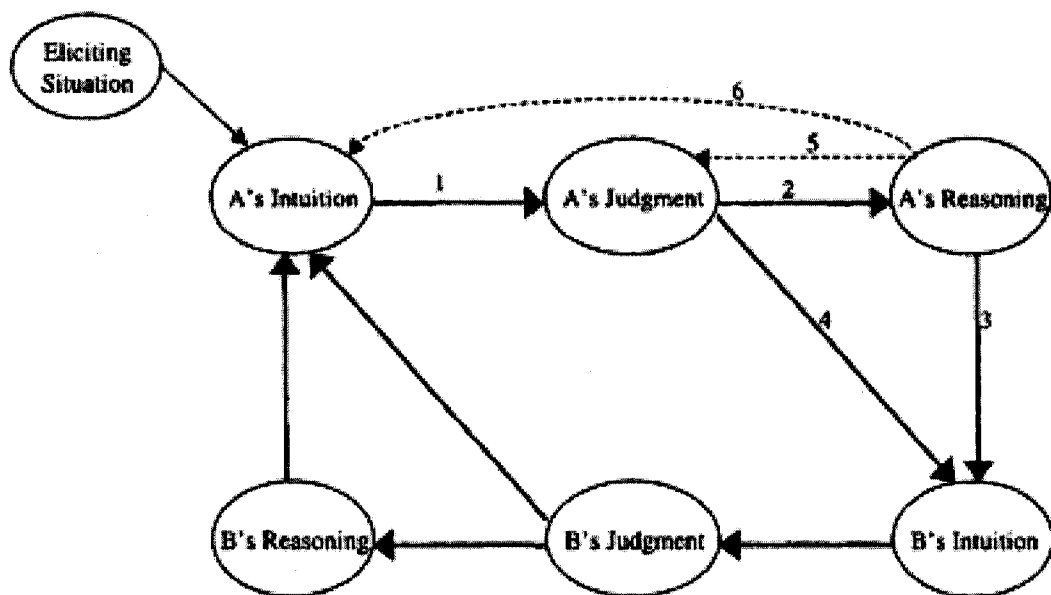 Eliciting
Situation
6
5
A's Intuition
1
A's Judgment
2
A's Reasoning
4
3
B's Reasoning
B's Judgment
B's Intuition